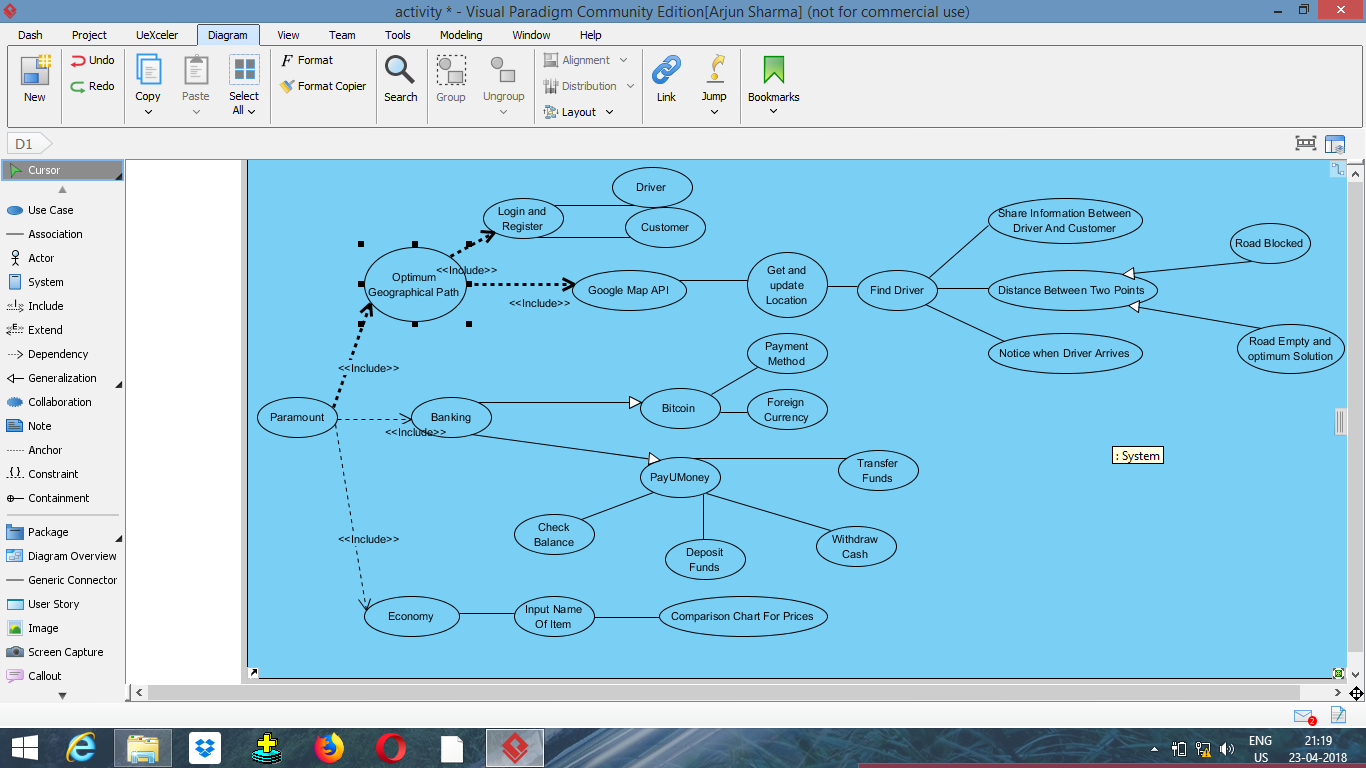 activity * - Visual Paradigm Community Edition[Arjun Sharma] (not for commercial use)
Dash
Project
UeXceler
Diagram
View
Team
Tools
Modeling
Window
Help
New
Undo
Redo
Copy
Paste
Select
All
Format
Format Copier
Search
Group
Ungroup
Alignment
Distribution
Layout
Link
Jump
Bookmarks
D1
Cursor
Use Case
Association
Actor
System
Include
Extend
Dependency
Generalization
Collaboration
Note
Anchor
Constraint
Containment
Package
Diagram Overview
Generic Connector
User Story
Image
Screen Capture
Callout
Driver
Login and
Register
Customer
Optimum
Geographical Path
<<Include>>
<<Include>>
Google Map API
Get and
update
Location
Find Driver
Share Information Between
Driver And Customer
Distance Between Two Points
Notice when Driver Arrives
Road Blocked
Road Empty and
optimum Solution
<<Include>>
Paramount
<<Include>>
Banking
Bitcoin
Payment
Method
Foreign
Currency
PayUMoney
Transfer
Funds
Check
Balance
Deposit
Funds
Withdraw
Cash
: System
<<Include>>
Economy
Input Name
Of Item
Comparison Chart For Prices
2
ENG
US
21:19
23-04-2018